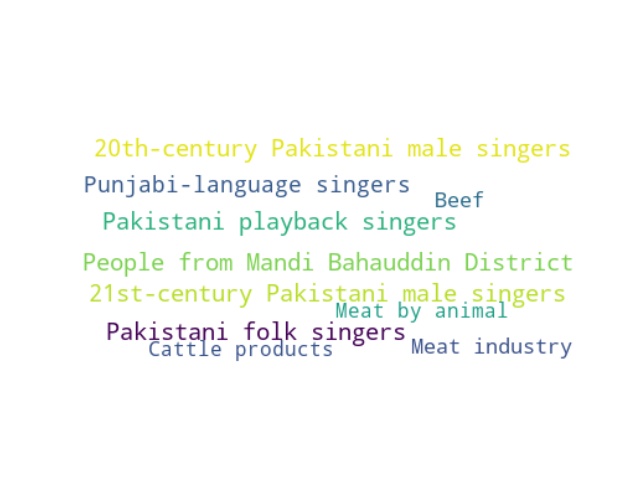 20th-century Pakistani male singers
Punjabi-language singers
Beef
Pakistani playback singers
People from Mandi Bahauddin District
21st-century Pakistani male singers
Meat by animal
Pakistani folk singers
Cattle products
Meat industry